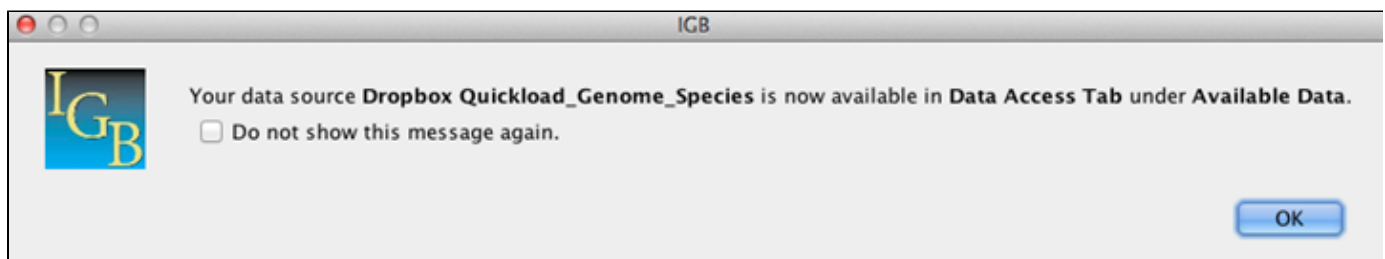 IGB
IGB
Your data source Dropbox Quickload_Genome_Species is now available in Data Access Tab under Available Data.
Do not show this message again.
OK